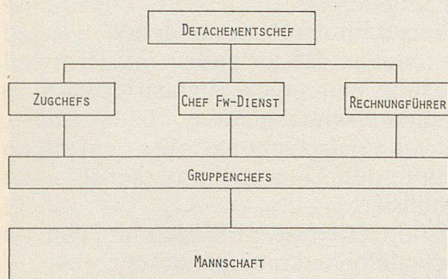 DETACHEMENTSCHEF
ZUGCHEFS
CHEF FW-DIENST
RECHNUNGFÜHRER
GRUPPENCHEFS
MANNSCHAFT